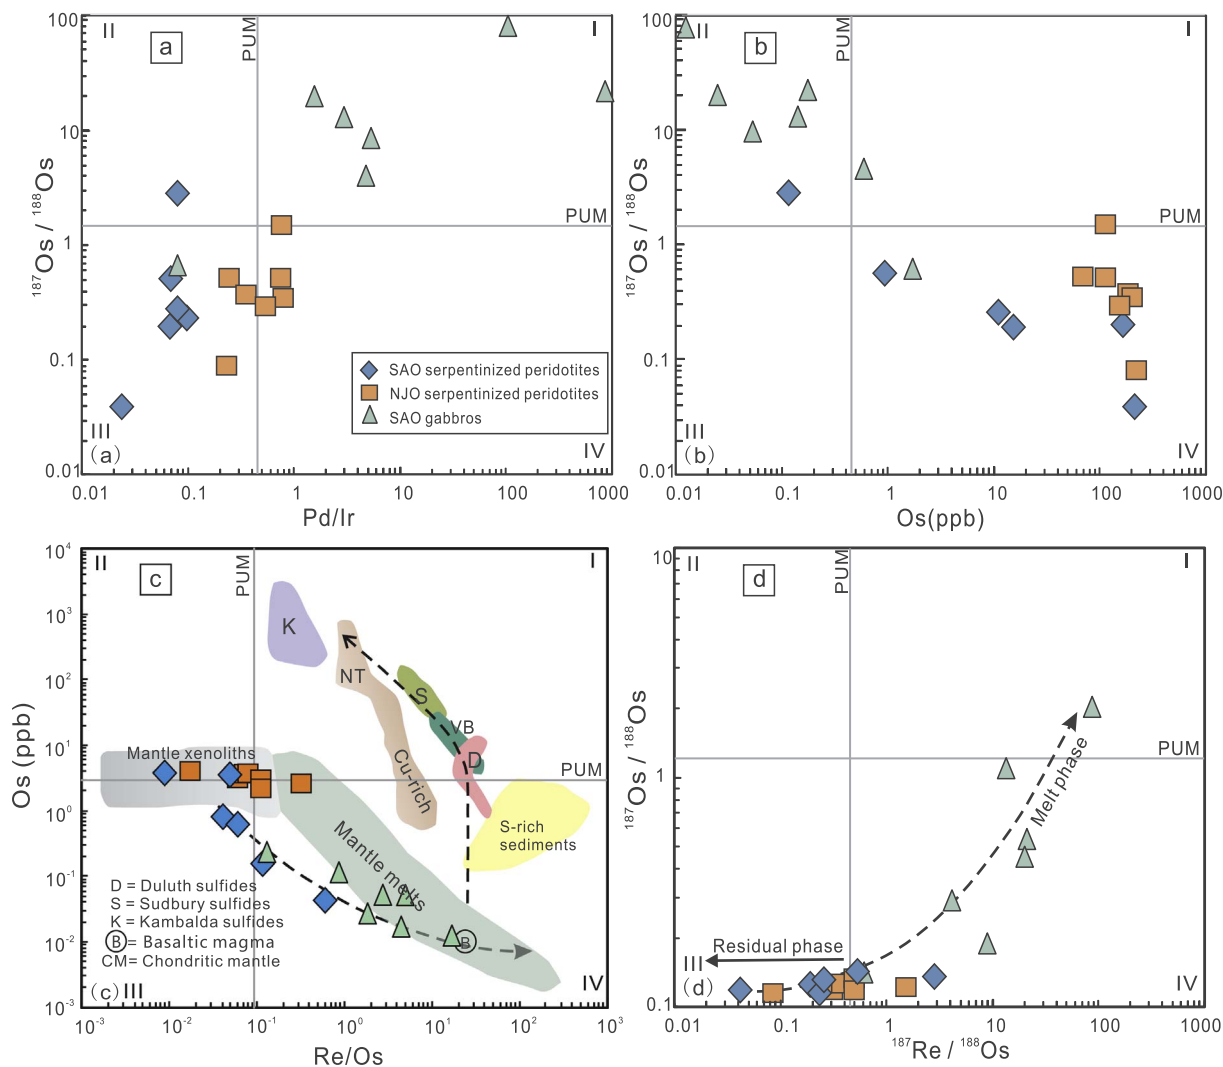 100
10
1
0.1
0.01
187Os / 188Os
II
a
PUM
I
PUM
SAO serpentinized peridotites
NJO serpentinized peridotites
SAO gabbros
III
(a)
IV
0.01
0.1
1
10
100
1000
Pd/Ir
100
10
1
0.1
0.01
187Os / 188Os
II
b
PUM
I
PUM
III
(b)
IV
0.01
0.1
1
10
100
1000
Os(ppb)
10^4
10^3
10^2
10^1
10^0
10^-1
10^-2
10^-3
Os (ppb)
II
c
PUM
I
K
NT
S
VB
D
Mantle xenoliths
PUM
Cu-rich
S-rich
sediments
Mantle melts
B
D = Duluth sulfides
S = Sudbury sulfides
K = Kambalda sulfides
B = Basaltic magma
CM= Chondritic mantle
(c) III
IV
10^-3
10^-2
10^-1
10^0
10^1
10^2
10^3
Re/Os
10
1
0.1
187Os / 188Os
II
d
PUM
I
PUM
Melt phase
Residual phase
III
(d)
IV
0.01
0.1
1
10
100
1000
187Re / 188Os